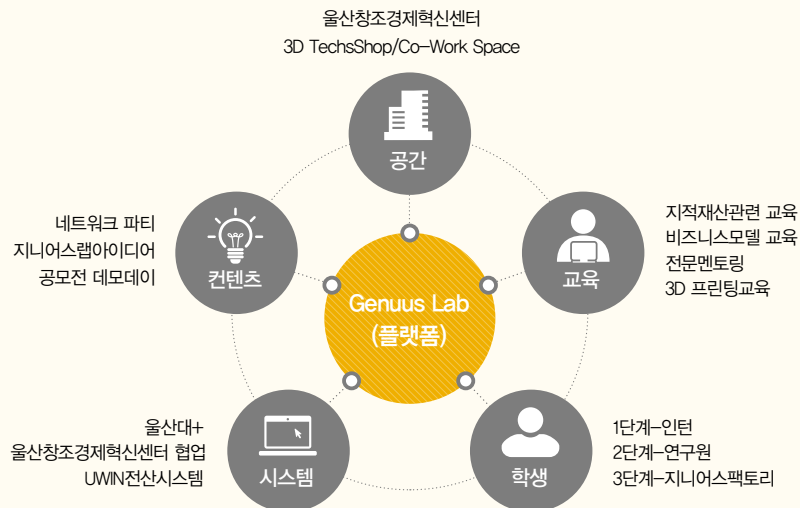 울산창조경제혁신센터
3D TechsShop/Co-Work Space
공간
네트워크 파티
지니어스랩아이디어
공모전 데모데이
컨텐츠
지적재산관련 교육
비즈니스모델 교육
전문멘토링
3D 프린팅교육
교육
Genuus Lab
(플랫폼)
울산대+
울산창조경제혁신센터 협업
UWIN전산시스템
시스템
1단계-인턴
2단계-연구원
3단계-지니어스팩토리
학생